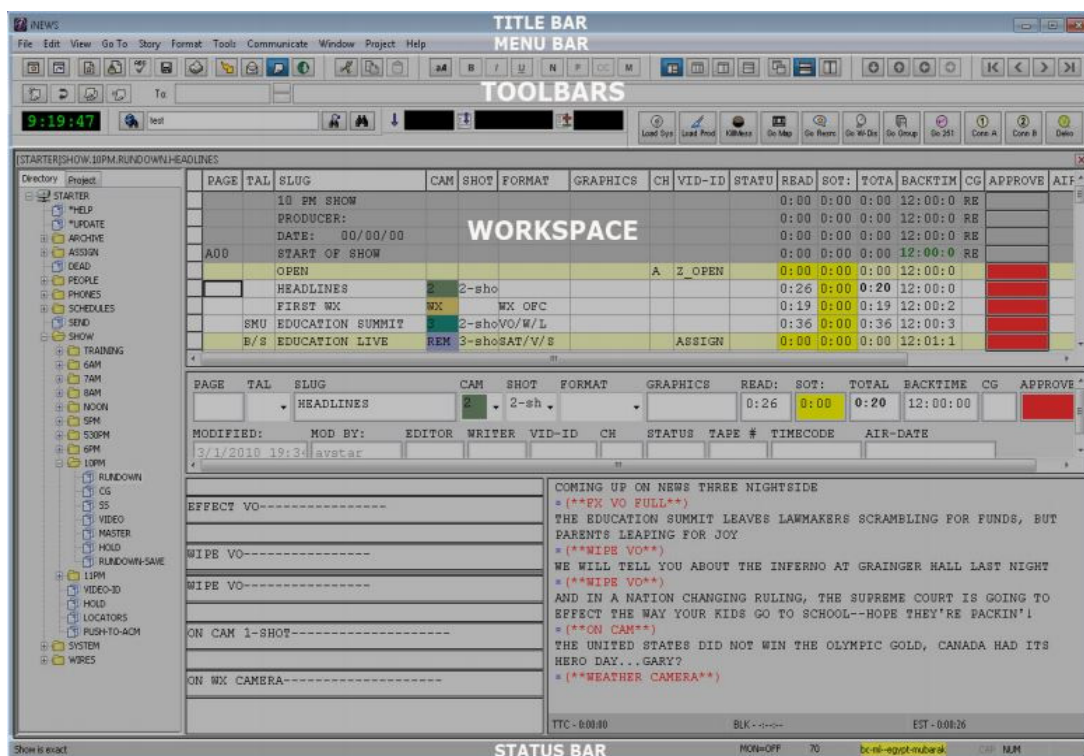 iNEWS
TITLE BAR
File Edit View Go To Story Format Tools Communicate Window Project Help
MENU BAR
aA B I U N P CC M
To:
TOOLBARS
9:19:47 test
Load Sys Load Prod KillMess Go Map Go Resrs Go W-Dis Go Group Go 251 Conn A Conn B Deko
[STARTER]SHOW.10PM.RUNDOWN.HEADLINES
Directory Project
STARTER
*HELP
*UPDATE
ARCHIVE
ASSIGN
DEAD
PEOPLE
PHONES
SCHEDULES
SEND
SHOW
TRAINING
6AM
7AM
8AM
NOON
5PM
530PM
6PM
10PM
RUNDOWN
CG
SS
VIDEO
MASTER
HOLD
RUNDOWN-SAVE
11PM
VIDEO-ID
HOLD
LOCATORS
PUSH-TO-ACM
SYSTEM
WIRES
PAGE TAL SLUG CAM SHOT FORMAT GRAPHICS CH VID-ID STATU READ SOT: TOTA BACKTIM CG APPROVE AIR
10 PM SHOW 0:00 0:00 0:00 12:00:0 RE
PRODUCER: 0:00 0:00 0:00 12:00:0 RE
DATE: 00/00/00 0:00 0:00 0:00 12:00:0 RE
WORKSPACE
A00 START OF SHOW 0:00 0:00 0:00 12:00:0 RE
OPEN A Z_OPEN 0:00 0:00 0:00 12:00:0
HEADLINES 2 2-sho 0:26 0:00 0:20 12:00:0
FIRST WX WX WX OFC 0:19 0:00 0:19 12:00:2
SMU EDUCATION SUMMIT 3 2-sho VO/W/L 0:36 0:00 0:36 12:00:3
B/S EDUCATION LIVE REM 3-sho SAT/V/S ASSIGN 0:00 0:00 0:00 12:01:1
PAGE TAL SLUG CAM SHOT FORMAT GRAPHICS READ: SOT: TOTAL BACKTIME CG APPROVE
HEADLINES 2 2-sh 0:26 0:00 0:20 12:00:00
MODIFIED: MOD BY: EDITOR WRITER VID-ID CH STATUS TAPE # TIMECODE AIR-DATE
3/1/2010 19:34 avstar
EFFECT VO----------------
WIPE VO----------------
WIPE VO----------------
ON CAM 1-SHOT--------------------
ON WX CAMERA--------------------
COMING UP ON NEWS THREE NIGHTSIDE
(**FX VO FULL**)
THE EDUCATION SUMMIT LEAVES LAWMAKERS SCRAMBLING FOR FUNDS, BUT
PARENTS LEAPING FOR JOY
(**WIPE VO**)
WE WILL TELL YOU ABOUT THE INFERNO AT GRAINGER HALL LAST NIGHT
(**WIPE VO**)
AND IN A NATION CHANGING RULING, THE SUPREME COURT IS GOING TO
EFFECT THE WAY YOUR KIDS GO TO SCHOOL--HOPE THEY'RE PACKIN'!
(**ON CAM**)
THE UNITED STATES DID NOT WIN THE OLYMPIC GOLD, CANADA HAD ITS
HERO DAY...GARY?
(**WEATHER CAMERA**)
TTC - 0:00:00 BLK - -:--:-- EST - 0:00:26
Show is exact
STATUS BAR
MON=OFF 70 bc-mi--egypt-mubarak CAP NUM